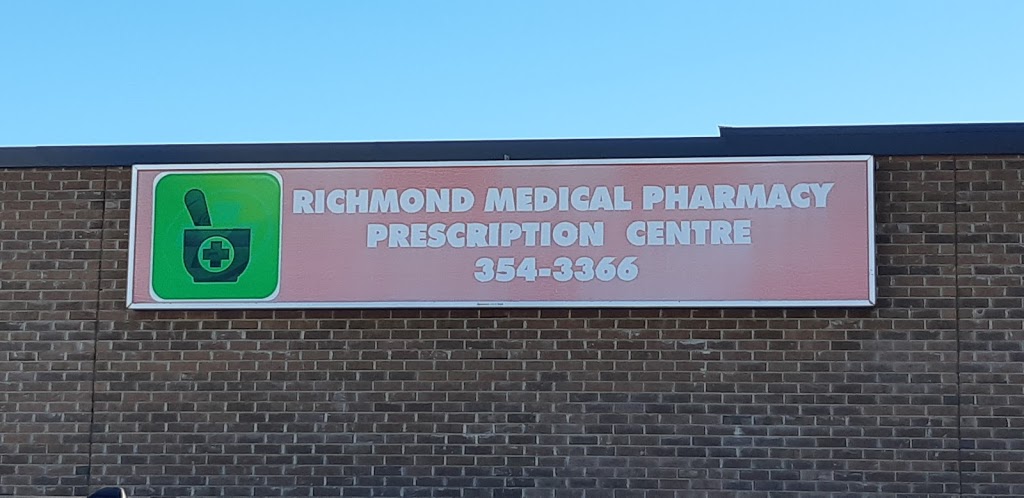 RICHMOND MEDICAL PHARMACY
PRESCRIPTION CENTRE
354-3366